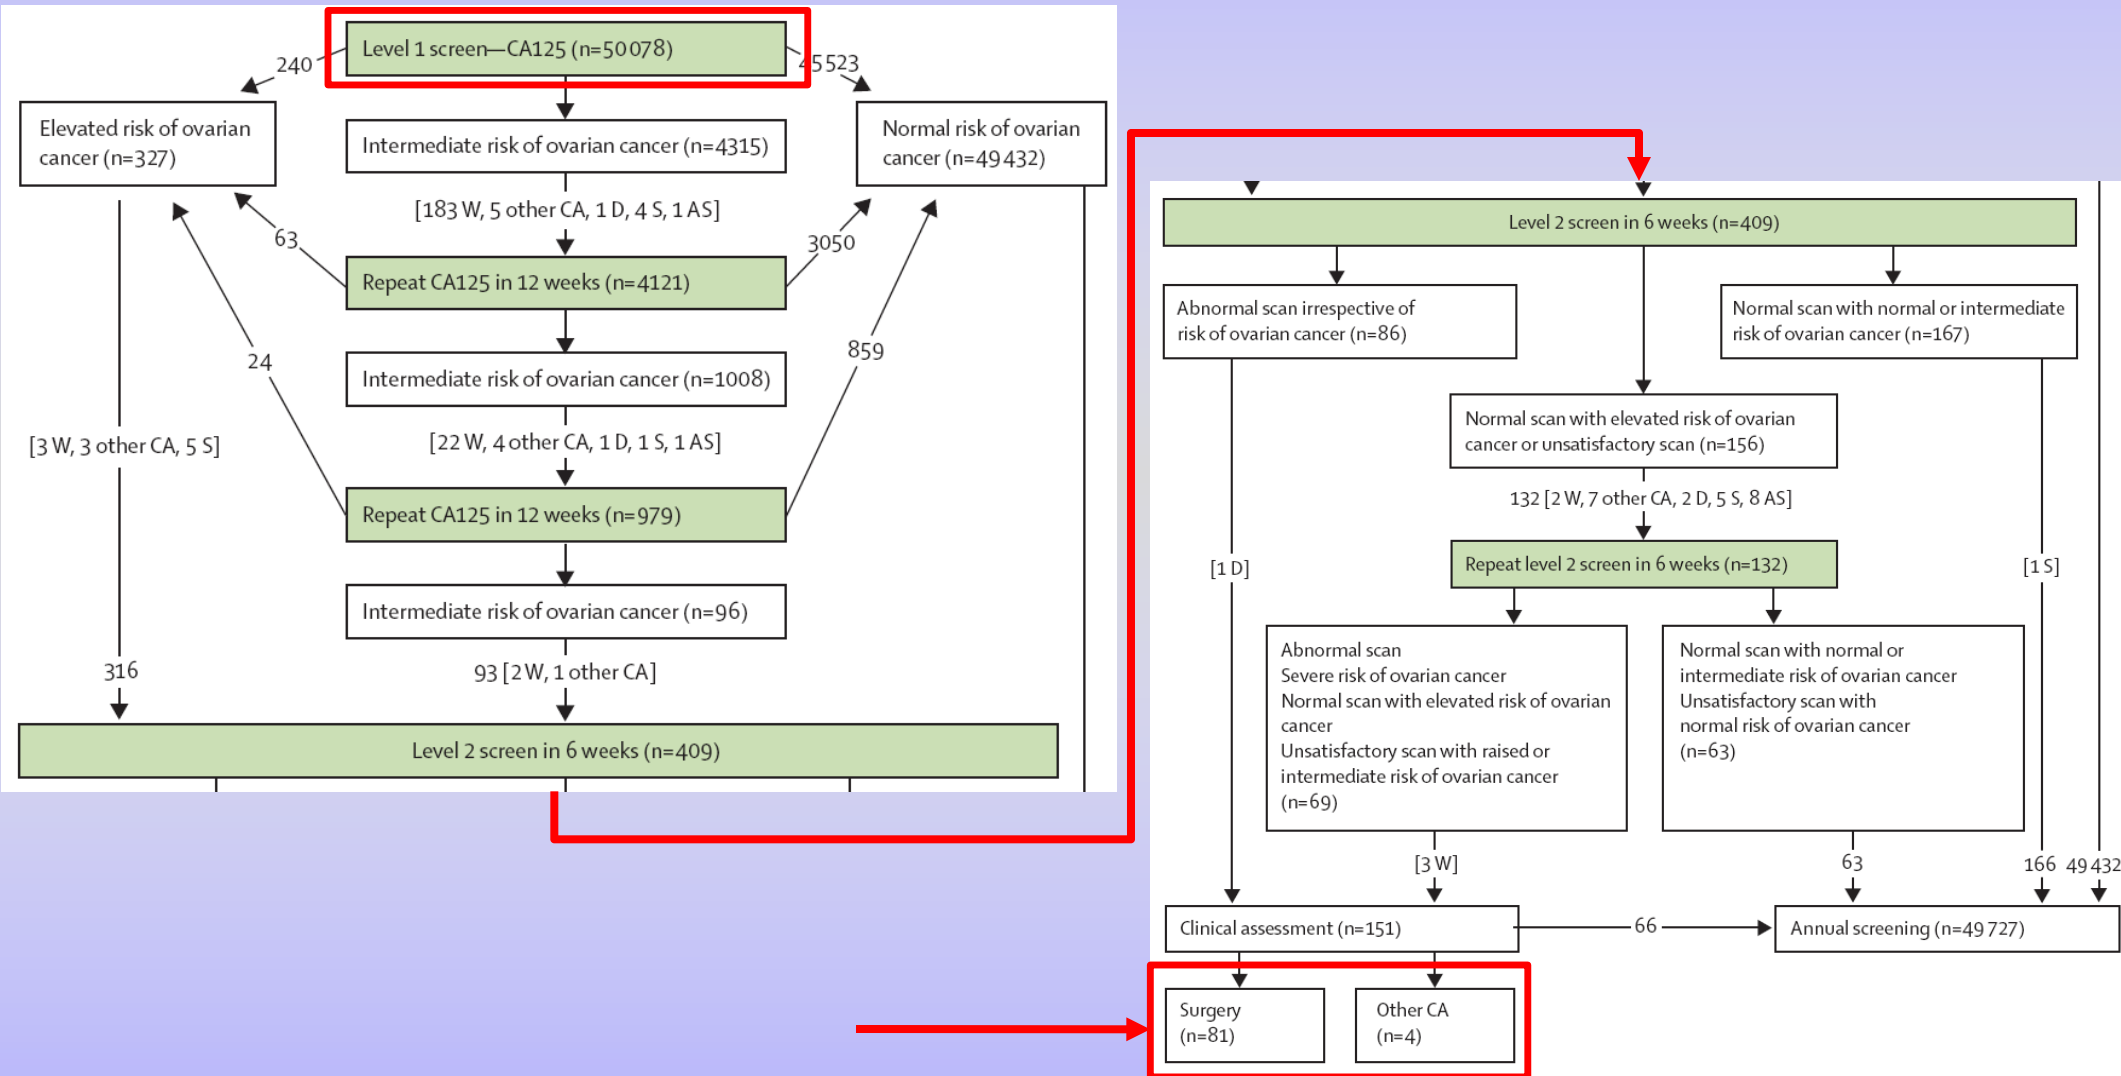 Level 1 screen—CA125 (n=50 078)
240
45 523
Elevated risk of ovarian
cancer (n=327)
Intermediate risk of ovarian cancer (n=4315)
Normal risk of ovarian
cancer (n=49 432)
[183 W, 5 other CA, 1 D, 4 S, 1 AS]
63
3050
Repeat CA125 in 12 weeks (n=4121)
24
859
Intermediate risk of ovarian cancer (n=1008)
[3 W, 3 other CA, 5 S]
[22 W, 4 other CA, 1 D, 1 S, 1 AS]
Repeat CA125 in 12 weeks (n=979)
Intermediate risk of ovarian cancer (n=96)
316
93 [2 W, 1 other CA]
Level 2 screen in 6 weeks (n=409)
Level 2 screen in 6 weeks (n=409)
Abnormal scan irrespective of
risk of ovarian cancer (n=86)
Normal scan with normal or intermediate
risk of ovarian cancer (n=167)
Normal scan with elevated risk of ovarian
cancer or unsatisfactory scan (n=156)
132 [2 W, 7 other CA, 2 D, 5 S, 8 AS]
[1 D]
Repeat level 2 screen in 6 weeks (n=132)
[1 S]
Abnormal scan
Severe risk of ovarian cancer
Normal scan with elevated risk of ovarian
cancer
Unsatisfactory scan with raised or
intermediate risk of ovarian cancer
(n=69)
Normal scan with normal or
intermediate risk of ovarian cancer
Unsatisfactory scan with
normal risk of ovarian cancer
(n=63)
[3 W]
63
166
49 432
Clinical assessment (n=151)
66
Annual screening (n=49 727)
Surgery
(n=81)
Other CA
(n=4)